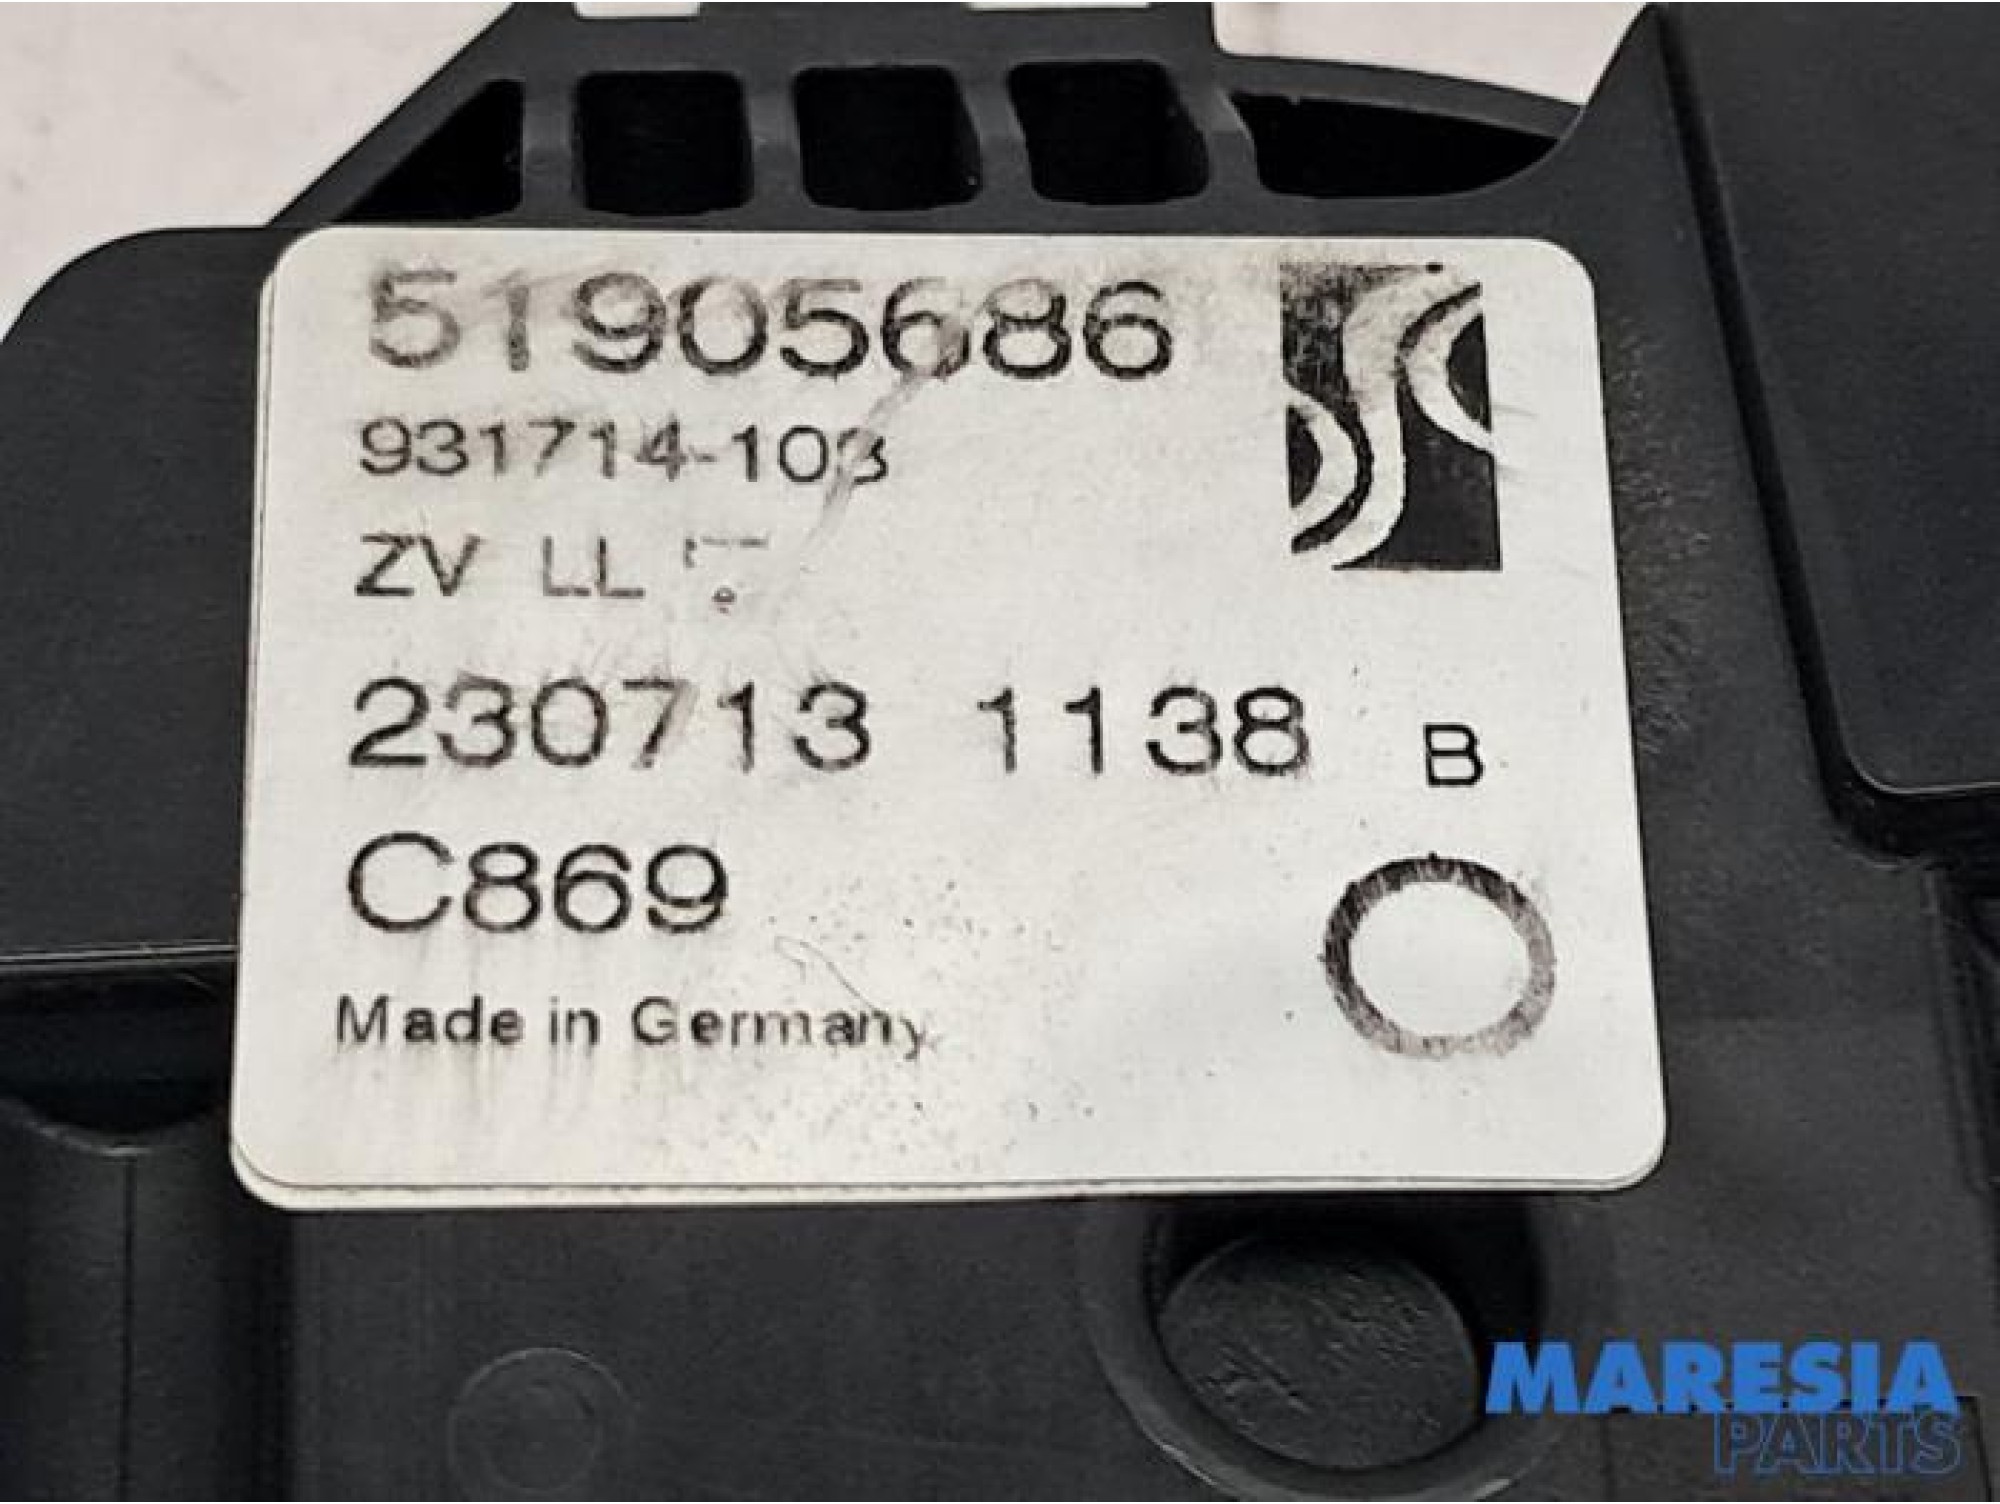 51905686
931714-103
ZV LL
230713 1138 B
C869
Made in Germany
MARESIA
PARTS